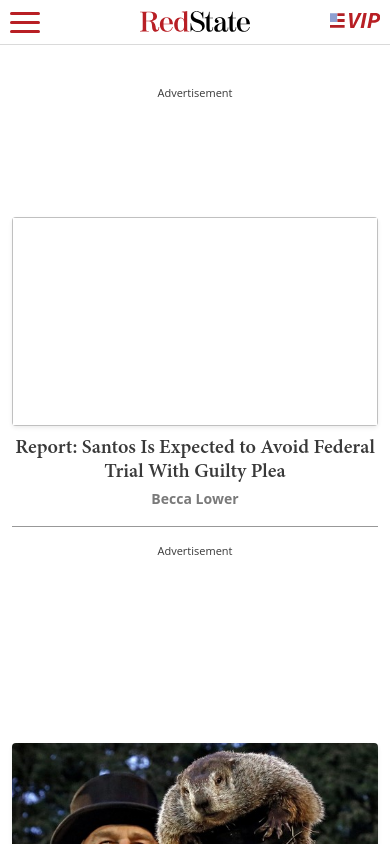 RedState
VIP
Advertisement
Report: Santos Is Expected to Avoid Federal
Trial With Guilty Plea
Becca Lower
Advertisement